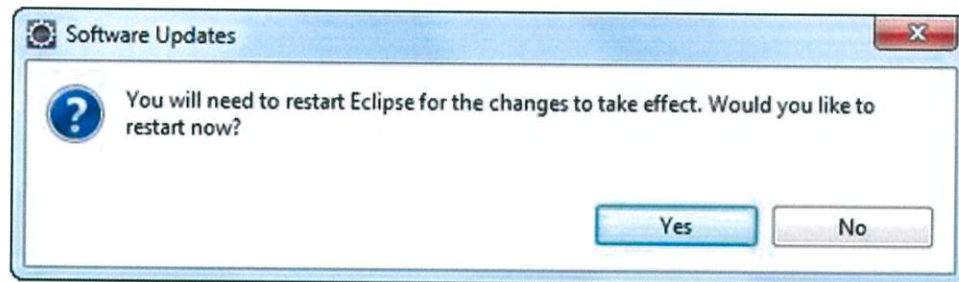 Software Updates
You will need to restart Eclipse for the changes to take effect. Would you like to
restart now?
Yes
No